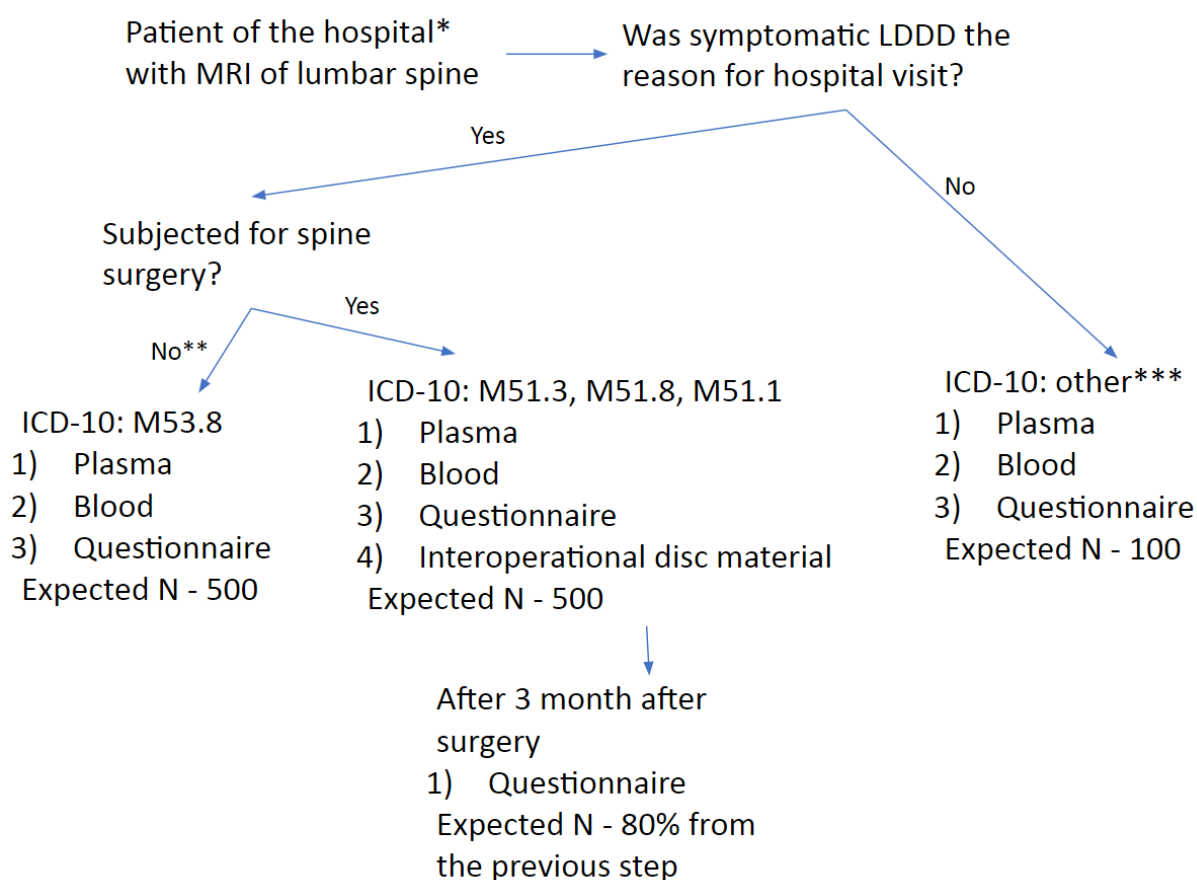 Patient of the hospital*
with MRI of lumbar spine
Was symptomatic LDDD the
reason for hospital visit?
Yes
No
Subjected for spine
surgery?
No**
Yes
ICD-10: M53.8
1) Plasma
2) Blood
3) Questionnaire
Expected N - 500
ICD-10: M51.3, M51.8, M51.1
1) Plasma
2) Blood
3) Questionnaire
4) Interoperational disc material
Expected N - 500
ICD-10: other***
1) Plasma
2) Blood
3) Questionnaire
Expected N - 100
After 3 month after
surgery
1) Questionnaire
Expected N - 80% from
the previous step